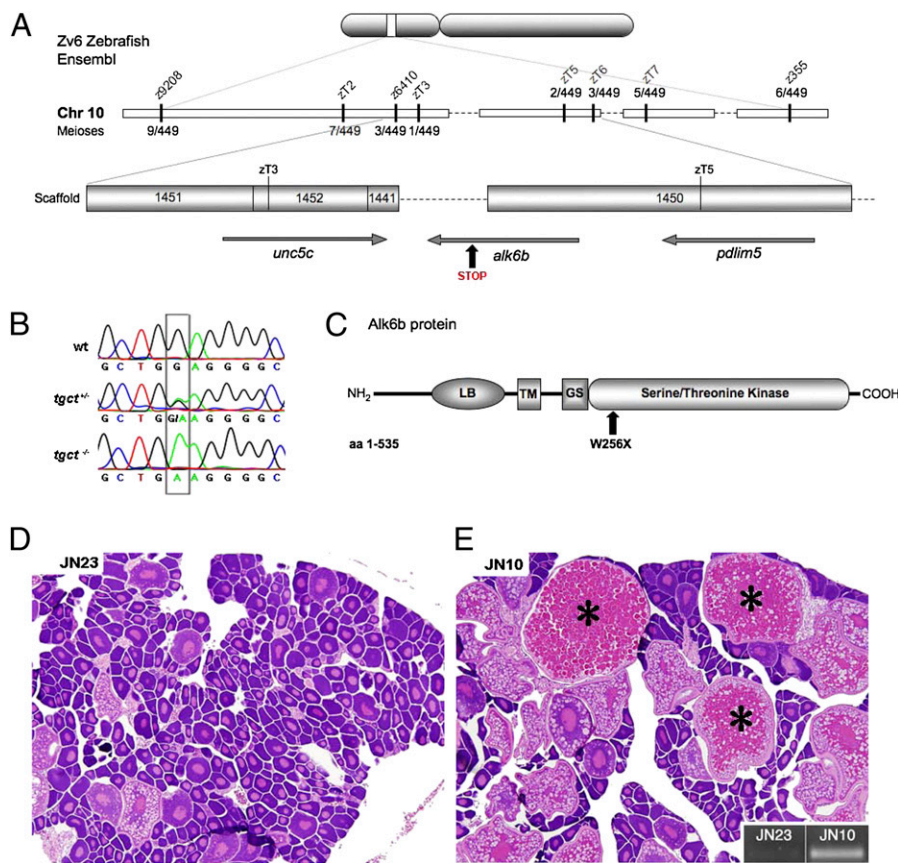 A
Zv6 Zebrafish
Ensembl
z9208
zT2
z6410
zT3
zT5
zT6
zT7
z355
Chr 10
2/449
3/449
5/449
6/449
Meioses
9/449
7/449
3/449
1/449
zT3
zT5
Scaffold
1451
1452
1441
1450
unc5c
alk6b
pdlim5
STOP
B
wt
G C T G G A G G G G C
tgct+/-
G C T G G/A A G G G G C
tgct -/-
G C T G A A G G G G C
C
Alk6b protein
NH2
LB
TM
GS
Serine/Threonine Kinase
COOH
aa 1-535
W256X
D
JN23
E
JN10
*
*
*
JN23
JN10